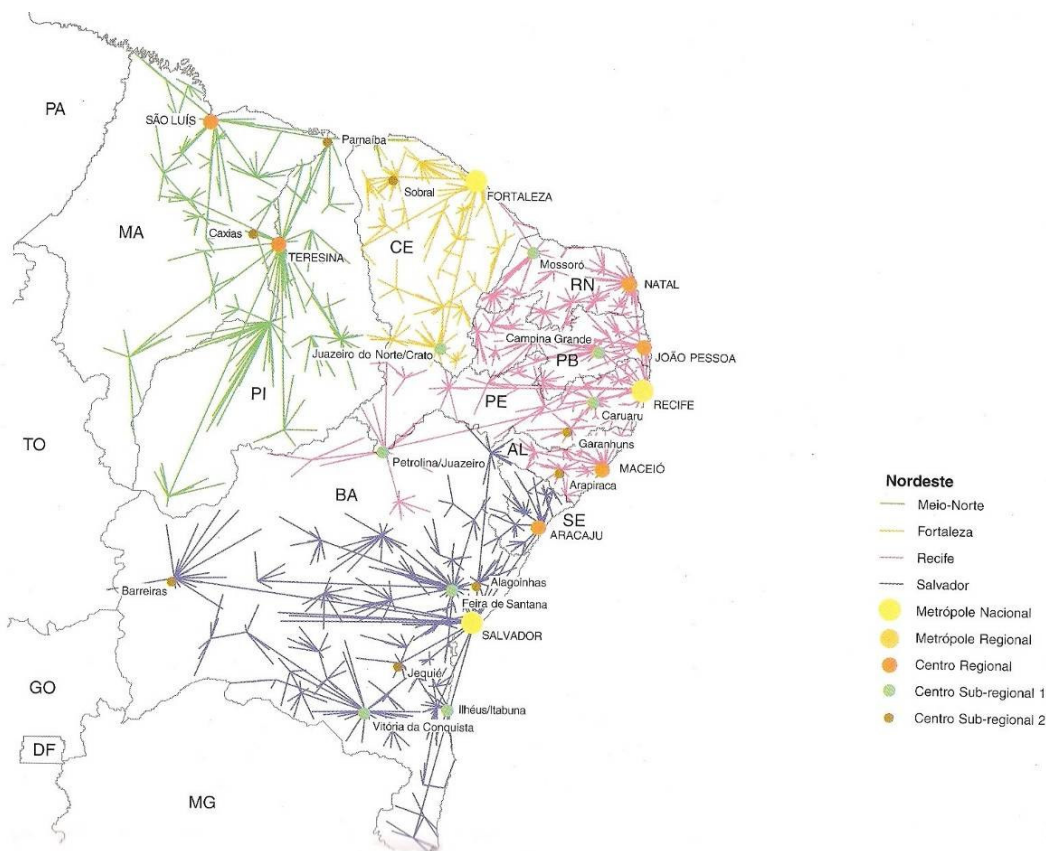 PA
SÃO LUÍS
Parnaíba
Sobral
FORTALEZA
MA
Caxias
TERESINA
CE
Mossoró
RN
NATAL
Campina Grande
Juazeiro do Norte/Crato
PB
JOÃO PESSOA
PI
PE
RECIFE
Caruaru
TO
Garanhuns
AL
Petrolina/Juazeiro
MACEIÓ
Arapiraca
BA
SE
ARACAJU
Barreiras
Alagoinhas
Feira de Santana
SALVADOR
Jequié
GO
Ilhéus/Itabuna
Vitória da Conquista
DF
MG
Nordeste
Meio-Norte
Fortaleza
Recife
Salvador
Metrópole Nacional
Metrópole Regional
Centro Regional
Centro Sub-regional 1
Centro Sub-regional 2